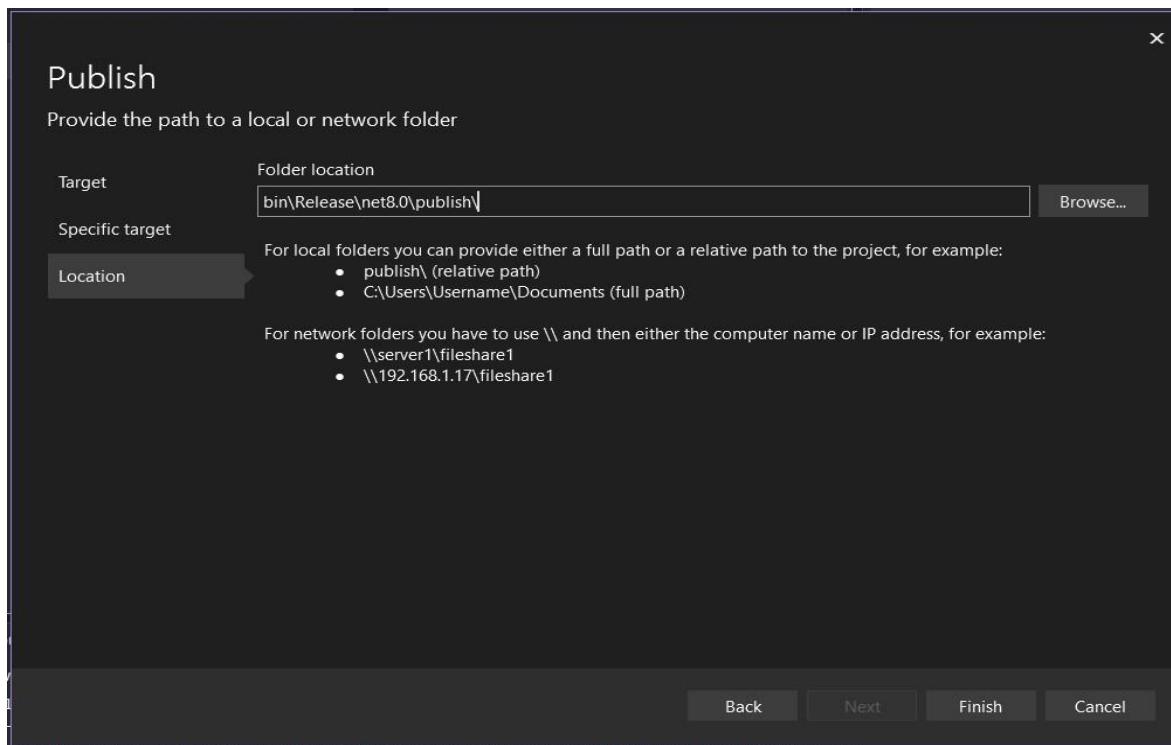 Publish
Provide the path to a local or network folder
Target
Specific target
Location
Folder location
bin\Release\net8.0\publish\
Browse...
For local folders you can provide either a full path or a relative path to the project, for example:
• publish\ (relative path)
• C:\Users\Username\Documents (full path)
For network folders you have to use \\ and then either the computer name or IP address, for example:
• \\server1\fileshare1
• \\192.168.1.17\fileshare1
Back
Next
Finish
Cancel